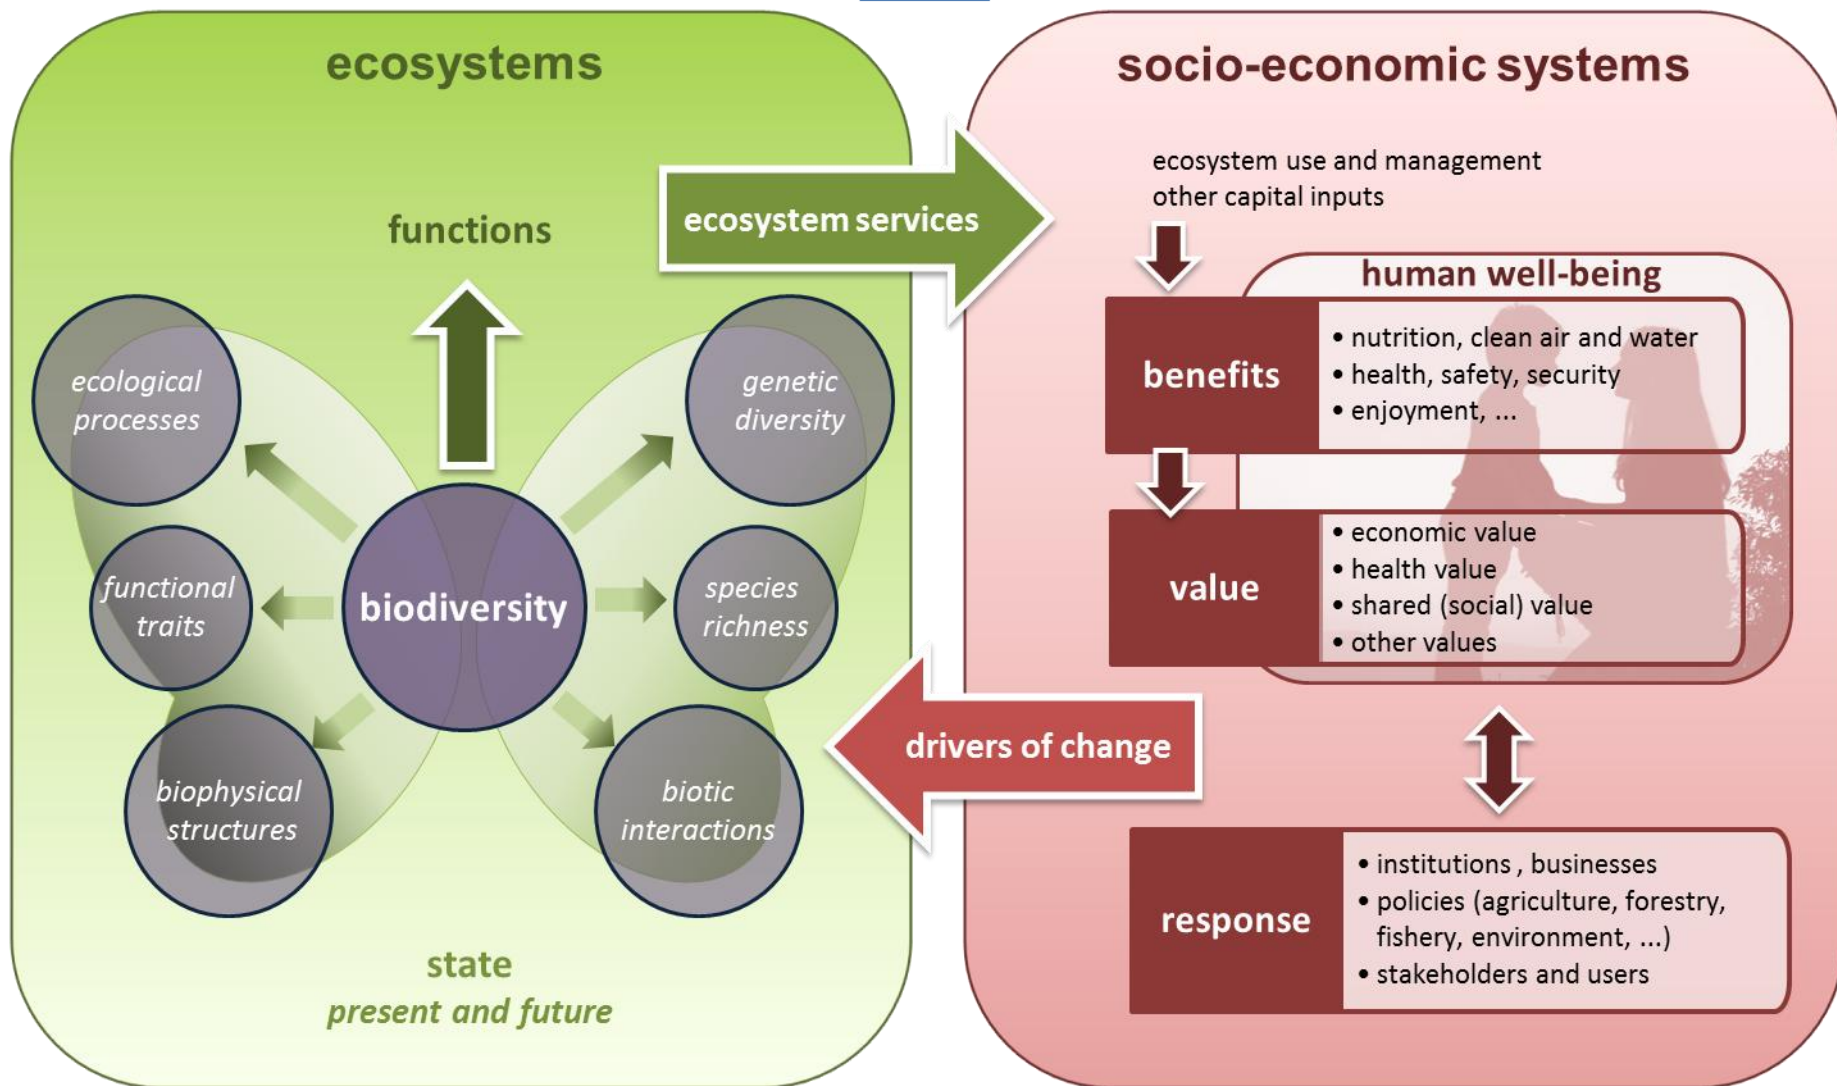 ecosystems
functions
ecological
processes
genetic
diversity
functional
traits
biodiversity
species
richness
biophysical
structures
biotic
interactions
state
present and future
ecosystem services
drivers of change
socio-economic systems
ecosystem use and management
other capital inputs
human well-being
benefits
• nutrition, clean air and water
• health, safety, security
• enjoyment, ...
value
• economic value
• health value
• shared (social) value
• other values
response
• institutions , businesses
• policies (agriculture, forestry,
fishery, environment, ...)
• stakeholders and users